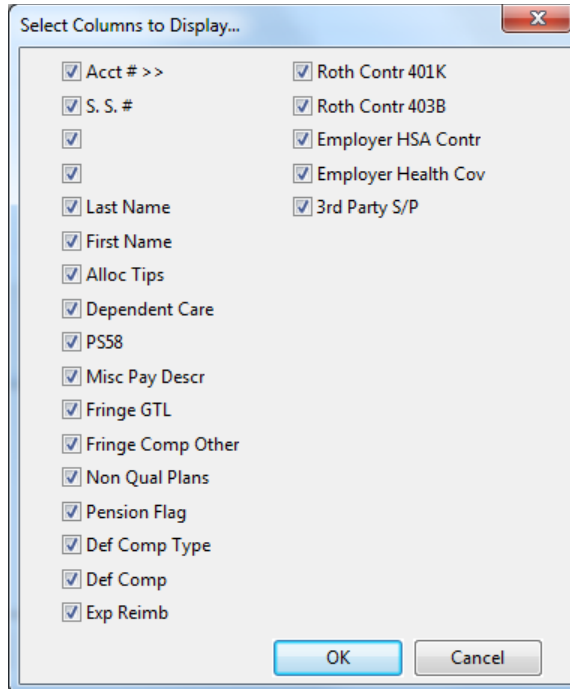 Select Columns to Display...
Acct # >>
S. S. #
Last Name
First Name
Alloc Tips
Dependent Care
PS58
Misc Pay Descr
Fringe GTL
Fringe Comp Other
Non Qual Plans
Pension Flag
Def Comp Type
Def Comp
Exp Reimb
Roth Contr 401K
Roth Contr 403B
Employer HSA Contr
Employer Health Cov
3rd Party S/P
OK
Cancel